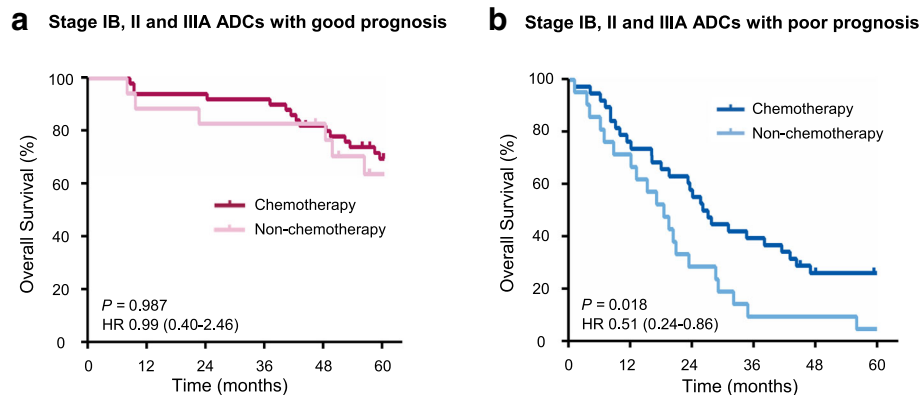 a Stage IB, II and IIIA ADCs with good prognosis
100
80
60
40
20
0
Overall Survival (%)
Chemotherapy
Non-chemotherapy
P = 0.987
HR 0.99 (0.40-2.46)
0 12 24 36 48 60
Time (months)
b Stage IB, II and IIIA ADCs with poor prognosis
100
80
60
40
20
0
Overall Survival (%)
Chemotherapy
Non-chemotherapy
P = 0.018
HR 0.51 (0.24-0.86)
0 12 24 36 48 60
Time (months)